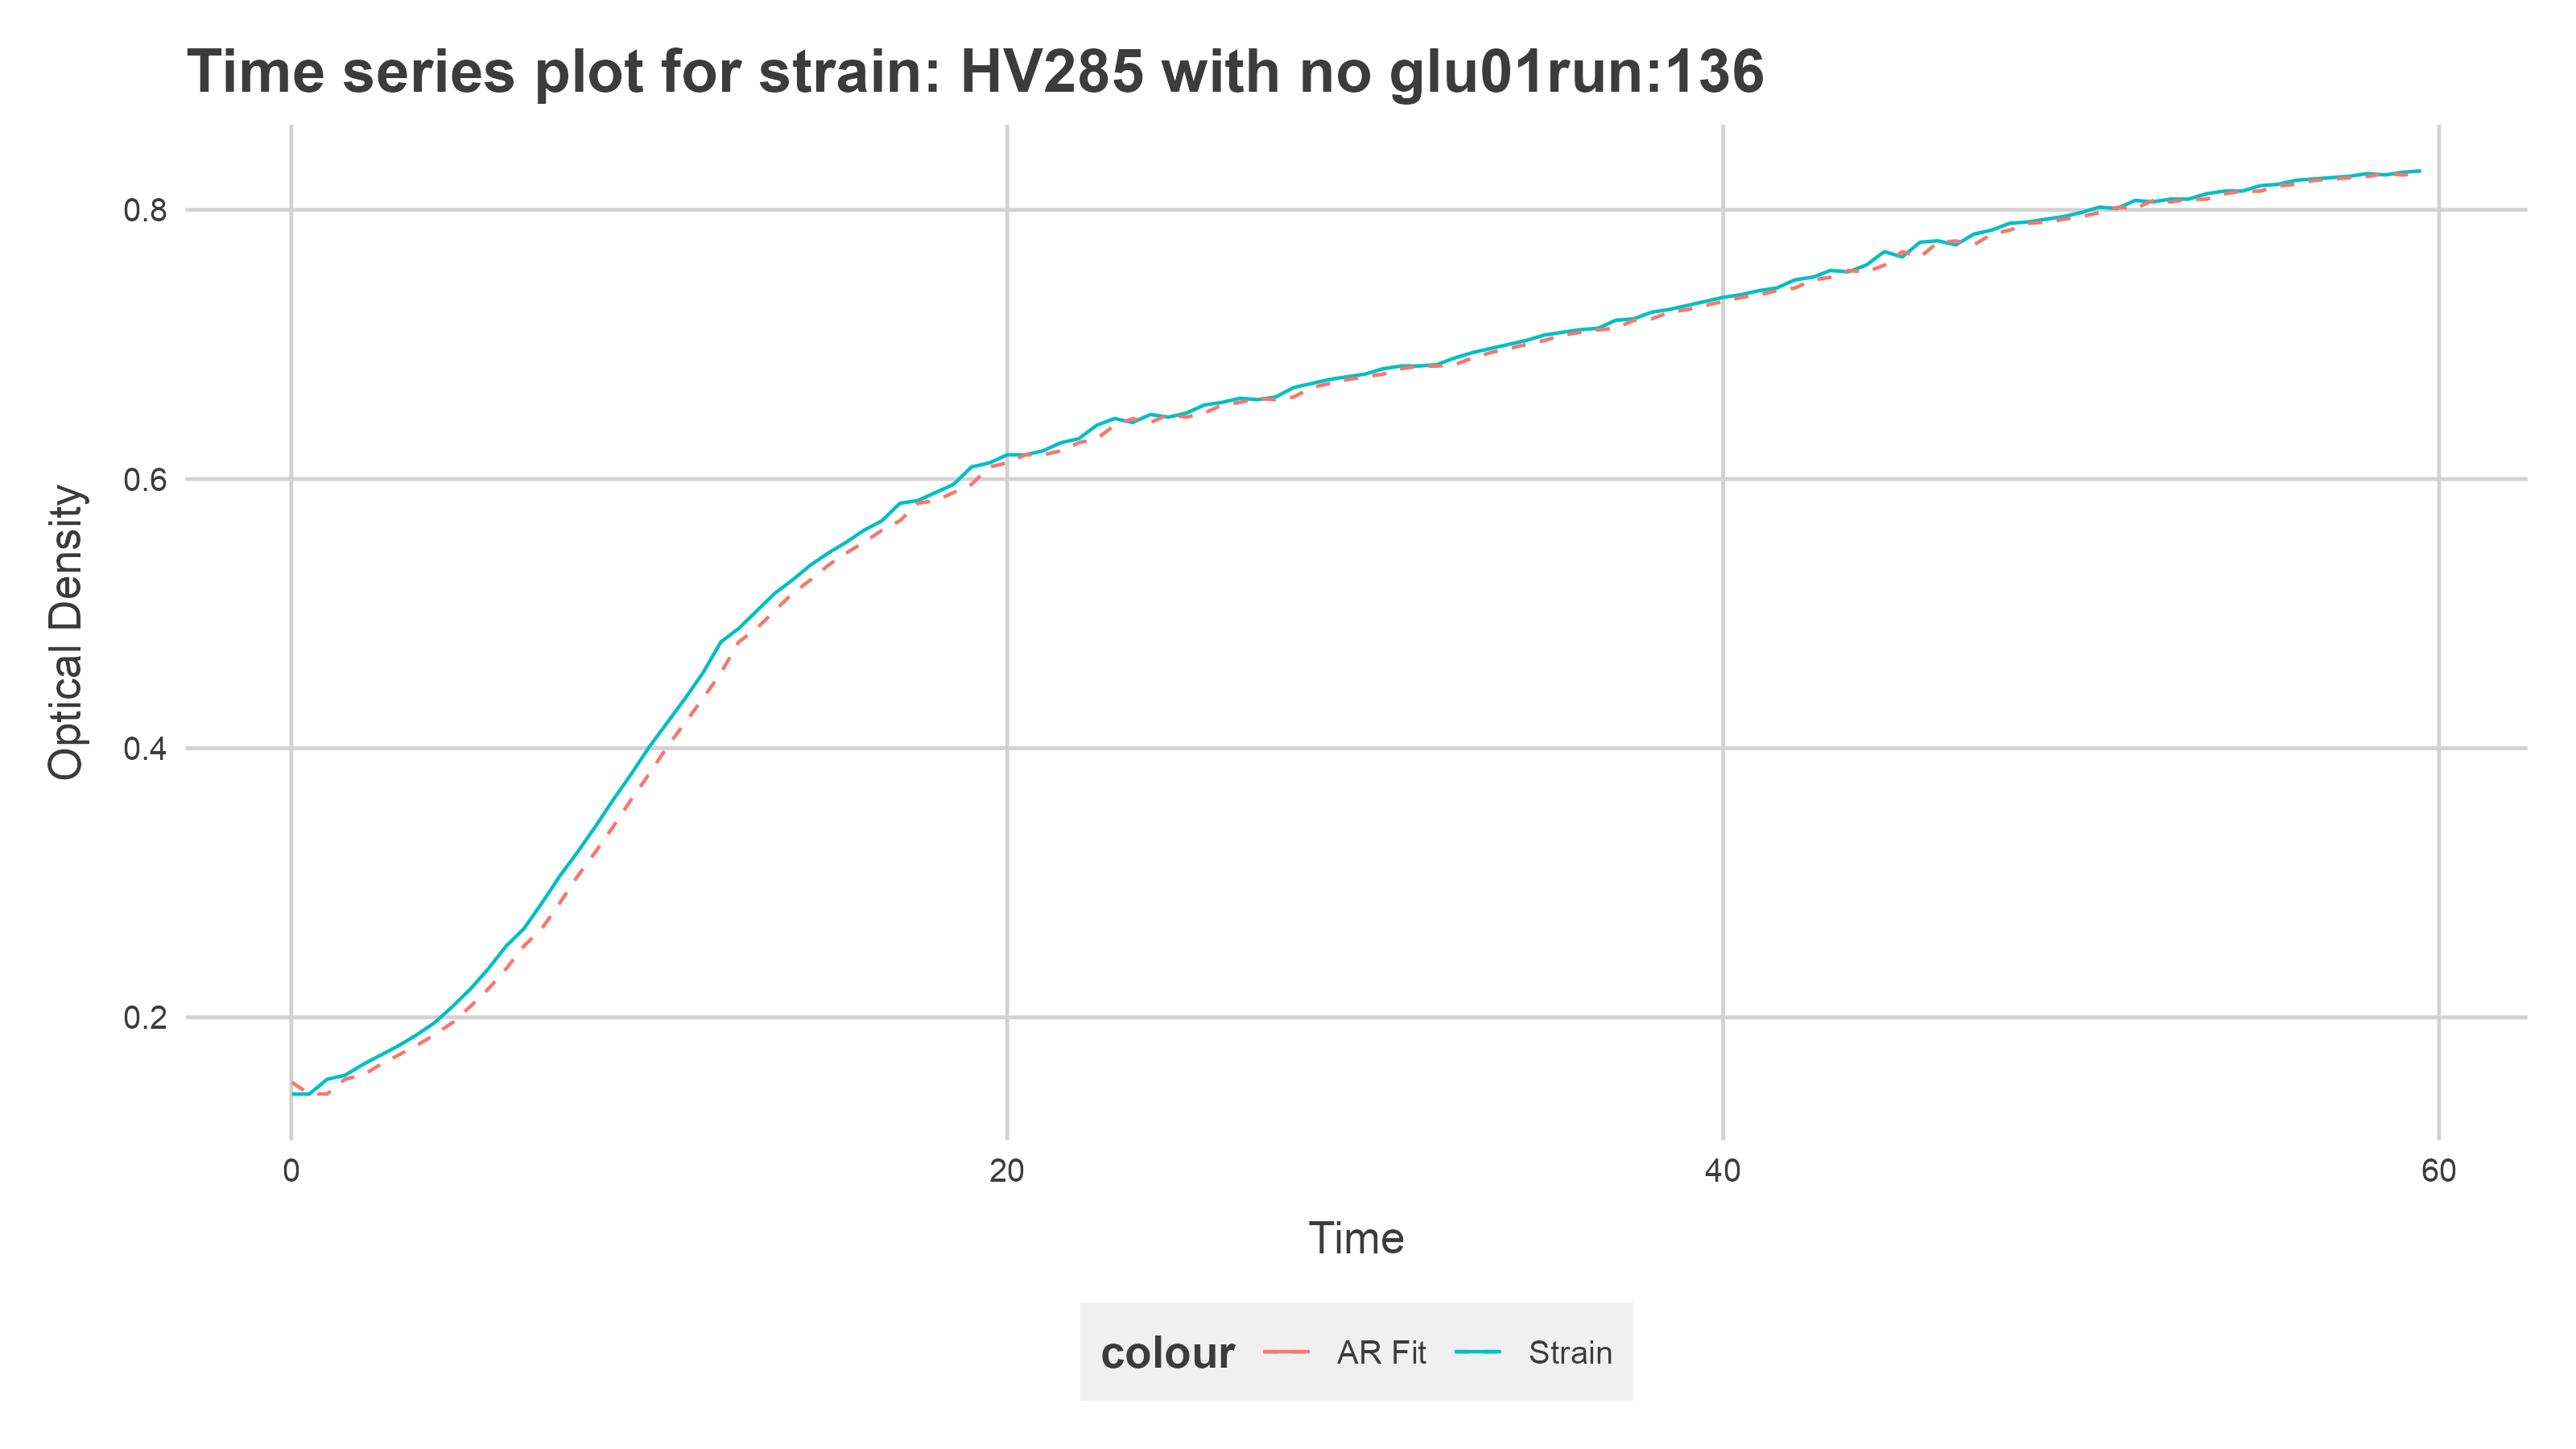 Time series plot for strain: HV285 with no glu01run:136
Optical Density
0.8
0.6
0.4
0.2
0 20 40 60
Time
colour AR Fit Strain